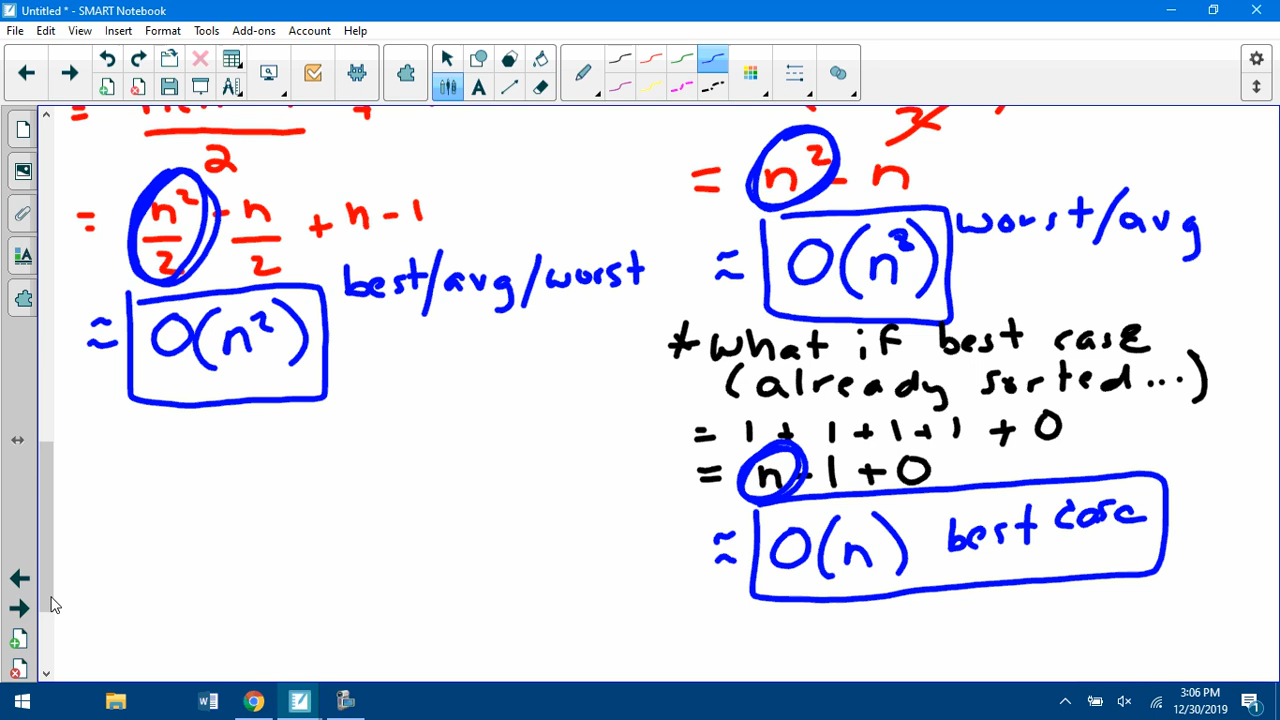 Untitled * - SMART Notebook
File Edit View Insert Format Tools Add-ons Account Help
2
= n²/2 - n/2 + n - 1
best/avg/worst
≈ O(n²)
= n² - n
worst/avg
≈ O(n²)
*what if best case
(already sorted...)
= 1 + 1 + 1 + 1 + 0
= n - 1 + 0
≈ O(n) best case
3:06 PM
12/30/2019